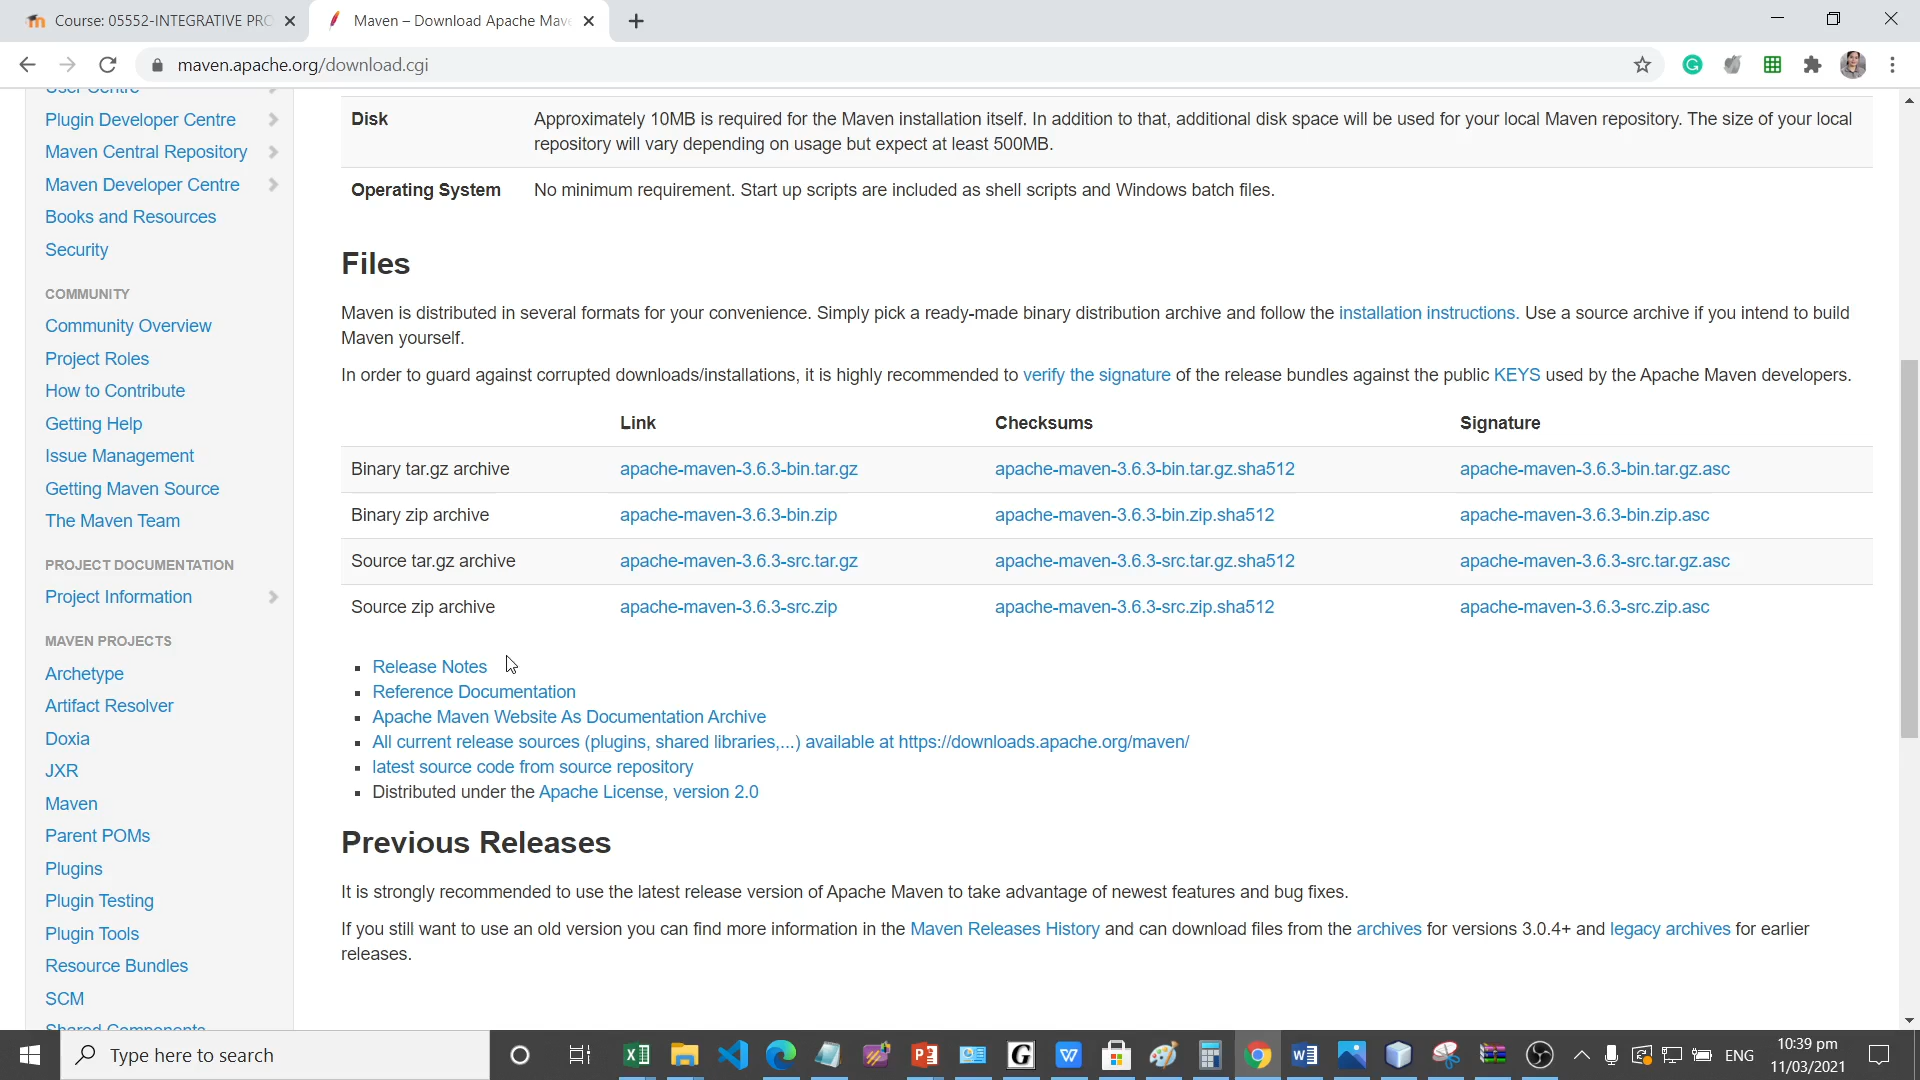 Course: 05552-INTEGRATIVE PRO
Maven – Download Apache Mav
maven.apache.org/download.cgi
User Centre
Plugin Developer Centre
Maven Central Repository
Maven Developer Centre
Books and Resources
Security
COMMUNITY
Community Overview
Project Roles
How to Contribute
Getting Help
Issue Management
Getting Maven Source
The Maven Team
PROJECT DOCUMENTATION
Project Information
MAVEN PROJECTS
Archetype
Artifact Resolver
Doxia
JXR
Maven
Parent POMs
Plugins
Plugin Testing
Plugin Tools
Resource Bundles
SCM
Shared Components
Disk Approximately 10MB is required for the Maven installation itself. In addition to that, additional disk space will be used for your local Maven repository. The size of your local
repository will vary depending on usage but expect at least 500MB.
Operating System No minimum requirement. Start up scripts are included as shell scripts and Windows batch files.
Files
Maven is distributed in several formats for your convenience. Simply pick a ready-made binary distribution archive and follow the installation instructions. Use a source archive if you intend to build
Maven yourself.
In order to guard against corrupted downloads/installations, it is highly recommended to verify the signature of the release bundles against the public KEYS used by the Apache Maven developers.
Link Checksums Signature
Binary tar.gz archive apache-maven-3.6.3-bin.tar.gz apache-maven-3.6.3-bin.tar.gz.sha512 apache-maven-3.6.3-bin.tar.gz.asc
Binary zip archive apache-maven-3.6.3-bin.zip apache-maven-3.6.3-bin.zip.sha512 apache-maven-3.6.3-bin.zip.asc
Source tar.gz archive apache-maven-3.6.3-src.tar.gz apache-maven-3.6.3-src.tar.gz.sha512 apache-maven-3.6.3-src.tar.gz.asc
Source zip archive apache-maven-3.6.3-src.zip apache-maven-3.6.3-src.zip.sha512 apache-maven-3.6.3-src.zip.asc
Release Notes
Reference Documentation
Apache Maven Website As Documentation Archive
All current release sources (plugins, shared libraries,...) available at https://downloads.apache.org/maven/
latest source code from source repository
Distributed under the Apache License, version 2.0
Previous Releases
It is strongly recommended to use the latest release version of Apache Maven to take advantage of newest features and bug fixes.
If you still want to use an old version you can find more information in the Maven Releases History and can download files from the archives for versions 3.0.4+ and legacy archives for earlier
releases.
Type here to search
ENG
10:39 pm
11/03/2021